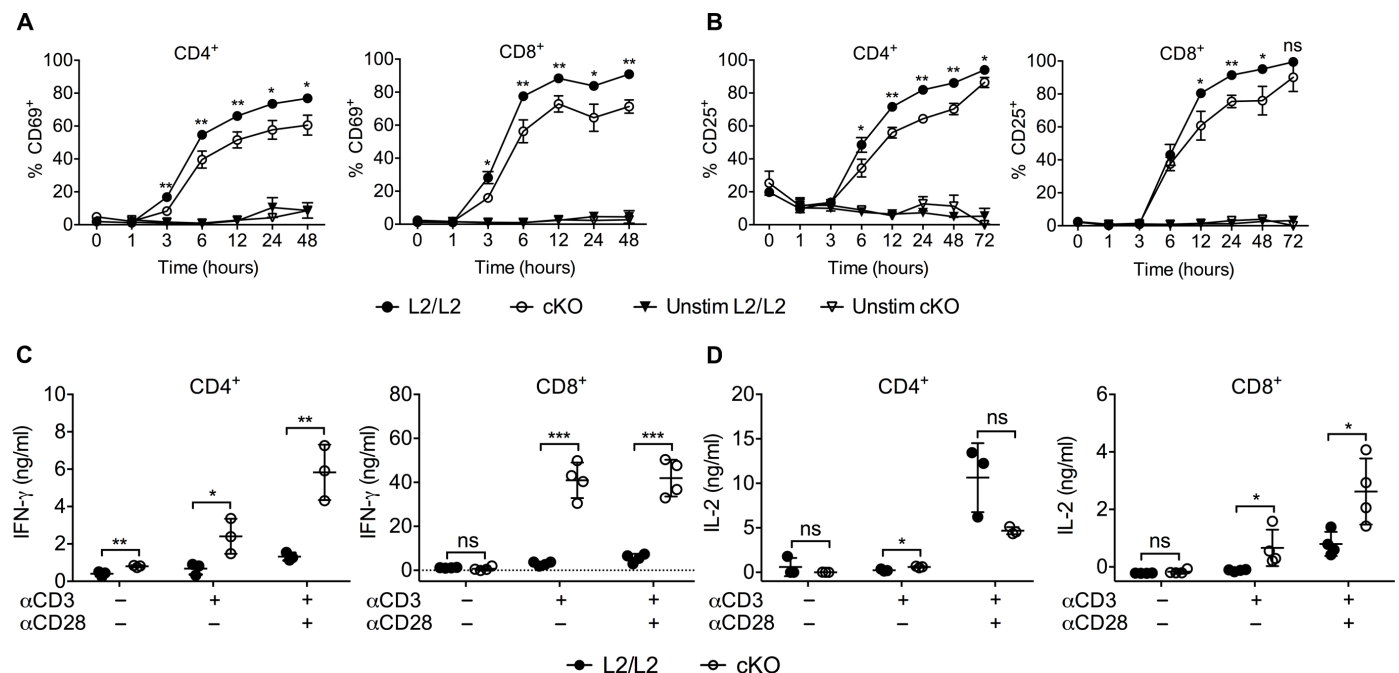 A
CD4+
CD8+
% CD69+
100
80
60
40
20
0
** ** ** * *
0 1 3 6 12 24 48
Time (hours)
% CD69+
100
80
60
40
20
0
* ** ** * **
0 1 3 6 12 24 48
Time (hours)
B
CD4+
CD8+
% CD25+
100
80
60
40
20
0
* ** ** ** *
0 1 3 6 12 24 48 72
Time (hours)
% CD25+
100
80
60
40
20
0
* ** * ns
0 1 3 6 12 24 48 72
Time (hours)
L2/L2 cKO Unstim L2/L2 Unstim cKO
C
CD4+
IFN-γ (ng/ml)
10
8
6
4
2
0
** * **
αCD3 – + +
αCD28 – – +
CD8+
IFN-γ (ng/ml)
80
60
40
20
0
ns *** ***
– + +
– – +
D
CD4+
IL-2 (ng/ml)
20
15
10
5
0
ns * ns
αCD3 – + +
αCD28 – – +
CD8+
IL-2 (ng/ml)
6
4
2
0
ns * *
– + +
– – +
L2/L2 cKO